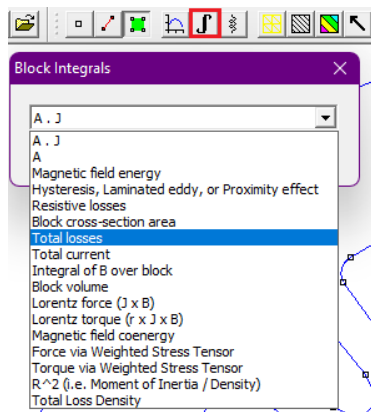 Block Integrals
A . J
A . J
A
Magnetic field energy
Hysteresis, Laminated eddy, or Proximity effect
Resistive losses
Block cross-section area
Total losses
Total current
Integral of B over block
Block volume
Lorentz force (J x B)
Lorentz torque (r x J x B)
Magnetic field coenergy
Force via Weighted Stress Tensor
Torque via Weighted Stress Tensor
R^2 (i.e. Moment of Inertia / Density)
Total Loss Density